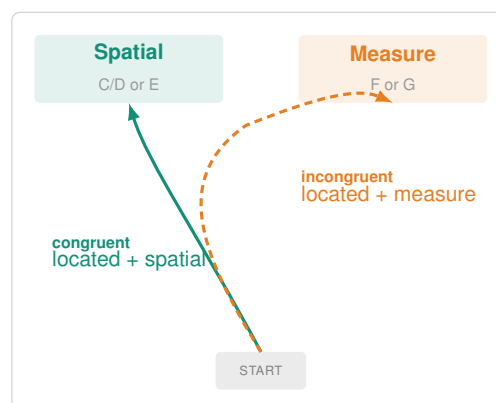 Spatial
C/D or E
Measure
F or G
incongruent
located + measure
congruent
located + spatial
START